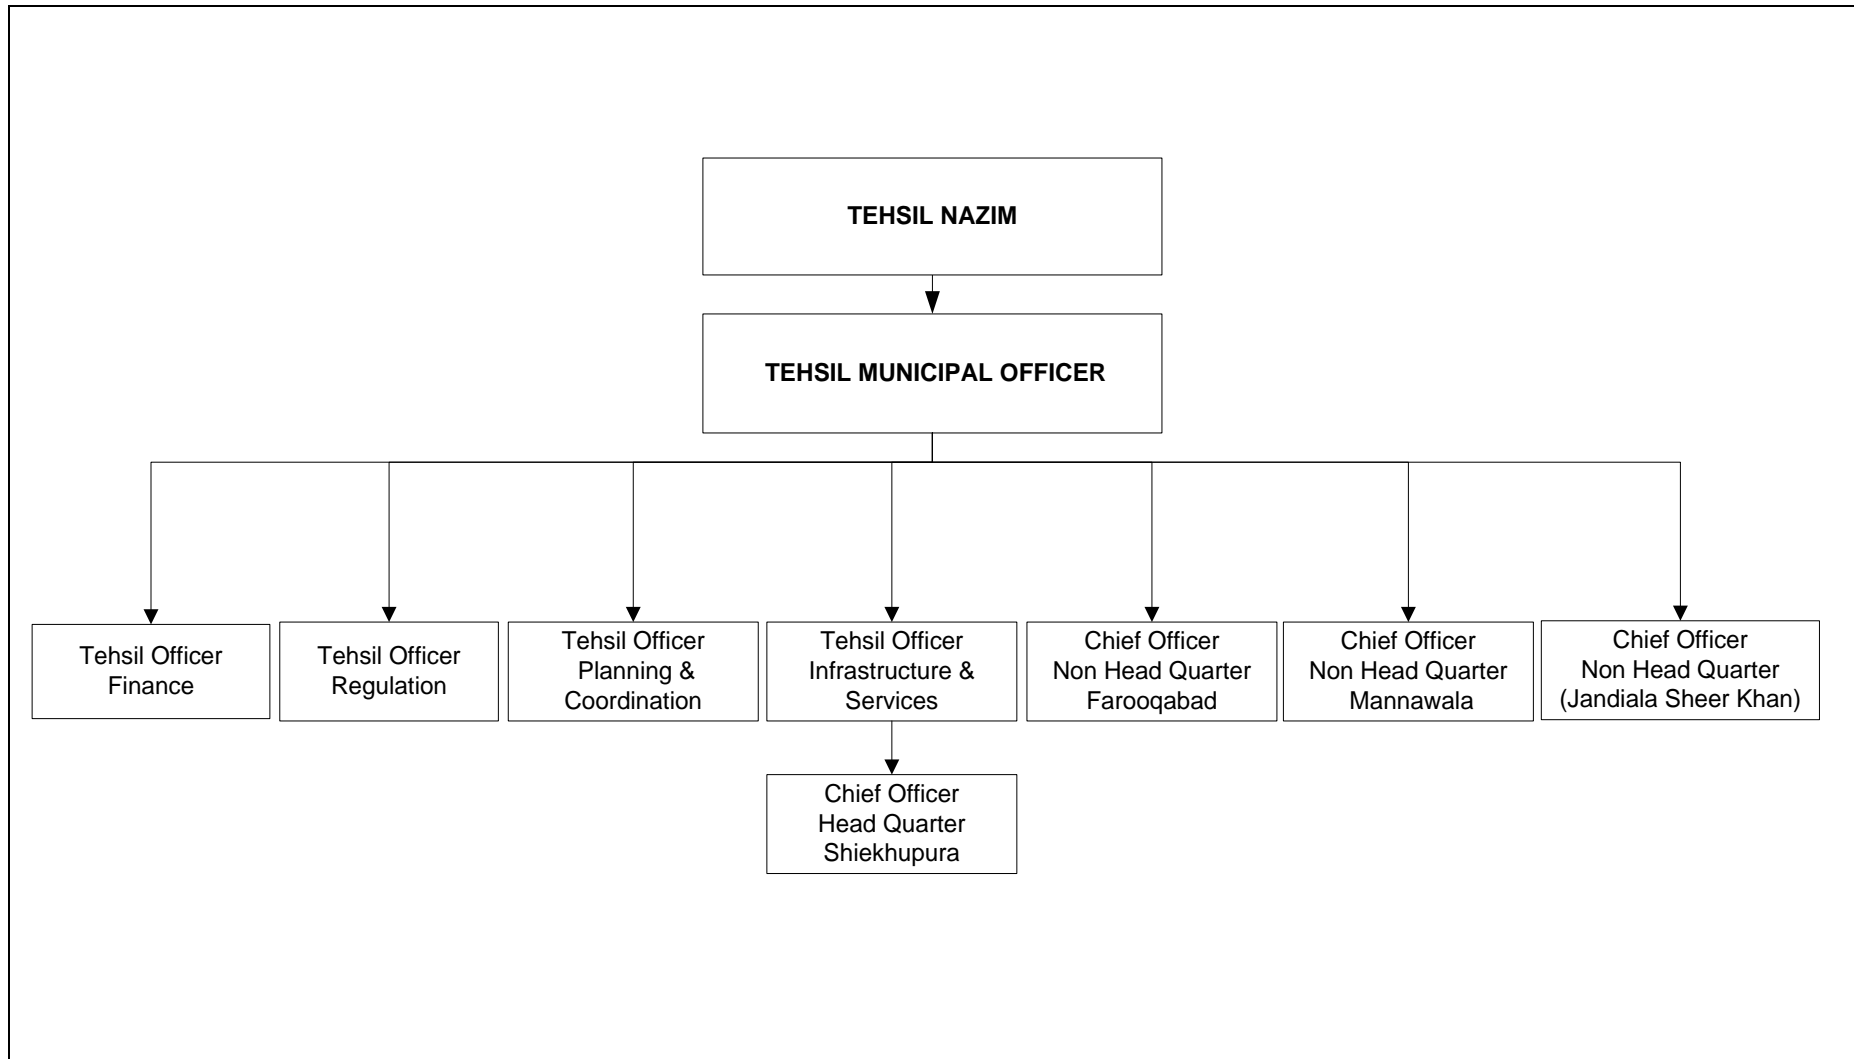 TEHSIL NAZIM
TEHSIL MUNICIPAL OFFICER
Tehsil Officer
Finance
Tehsil Officer
Regulation
Tehsil Officer
Planning &
Coordination
Tehsil Officer
Infrastructure &
Services
Chief Officer
Non Head Quarter
Farooqabad
Chief Officer
Non Head Quarter
Mannawala
Chief Officer
Non Head Quarter
(Jandiala Sheer Khan)
Chief Officer
Head Quarter
Shiekhupura